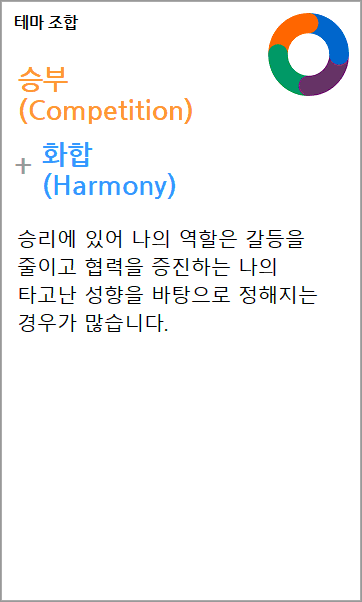 테마 조합
승부
(Competition)
+ 화합
(Harmony)
승리에 있어 나의 역할은 갈등을
줄이고 협력을 증진하는 나의
타고난 성향을 바탕으로 정해지는
경우가 많습니다.